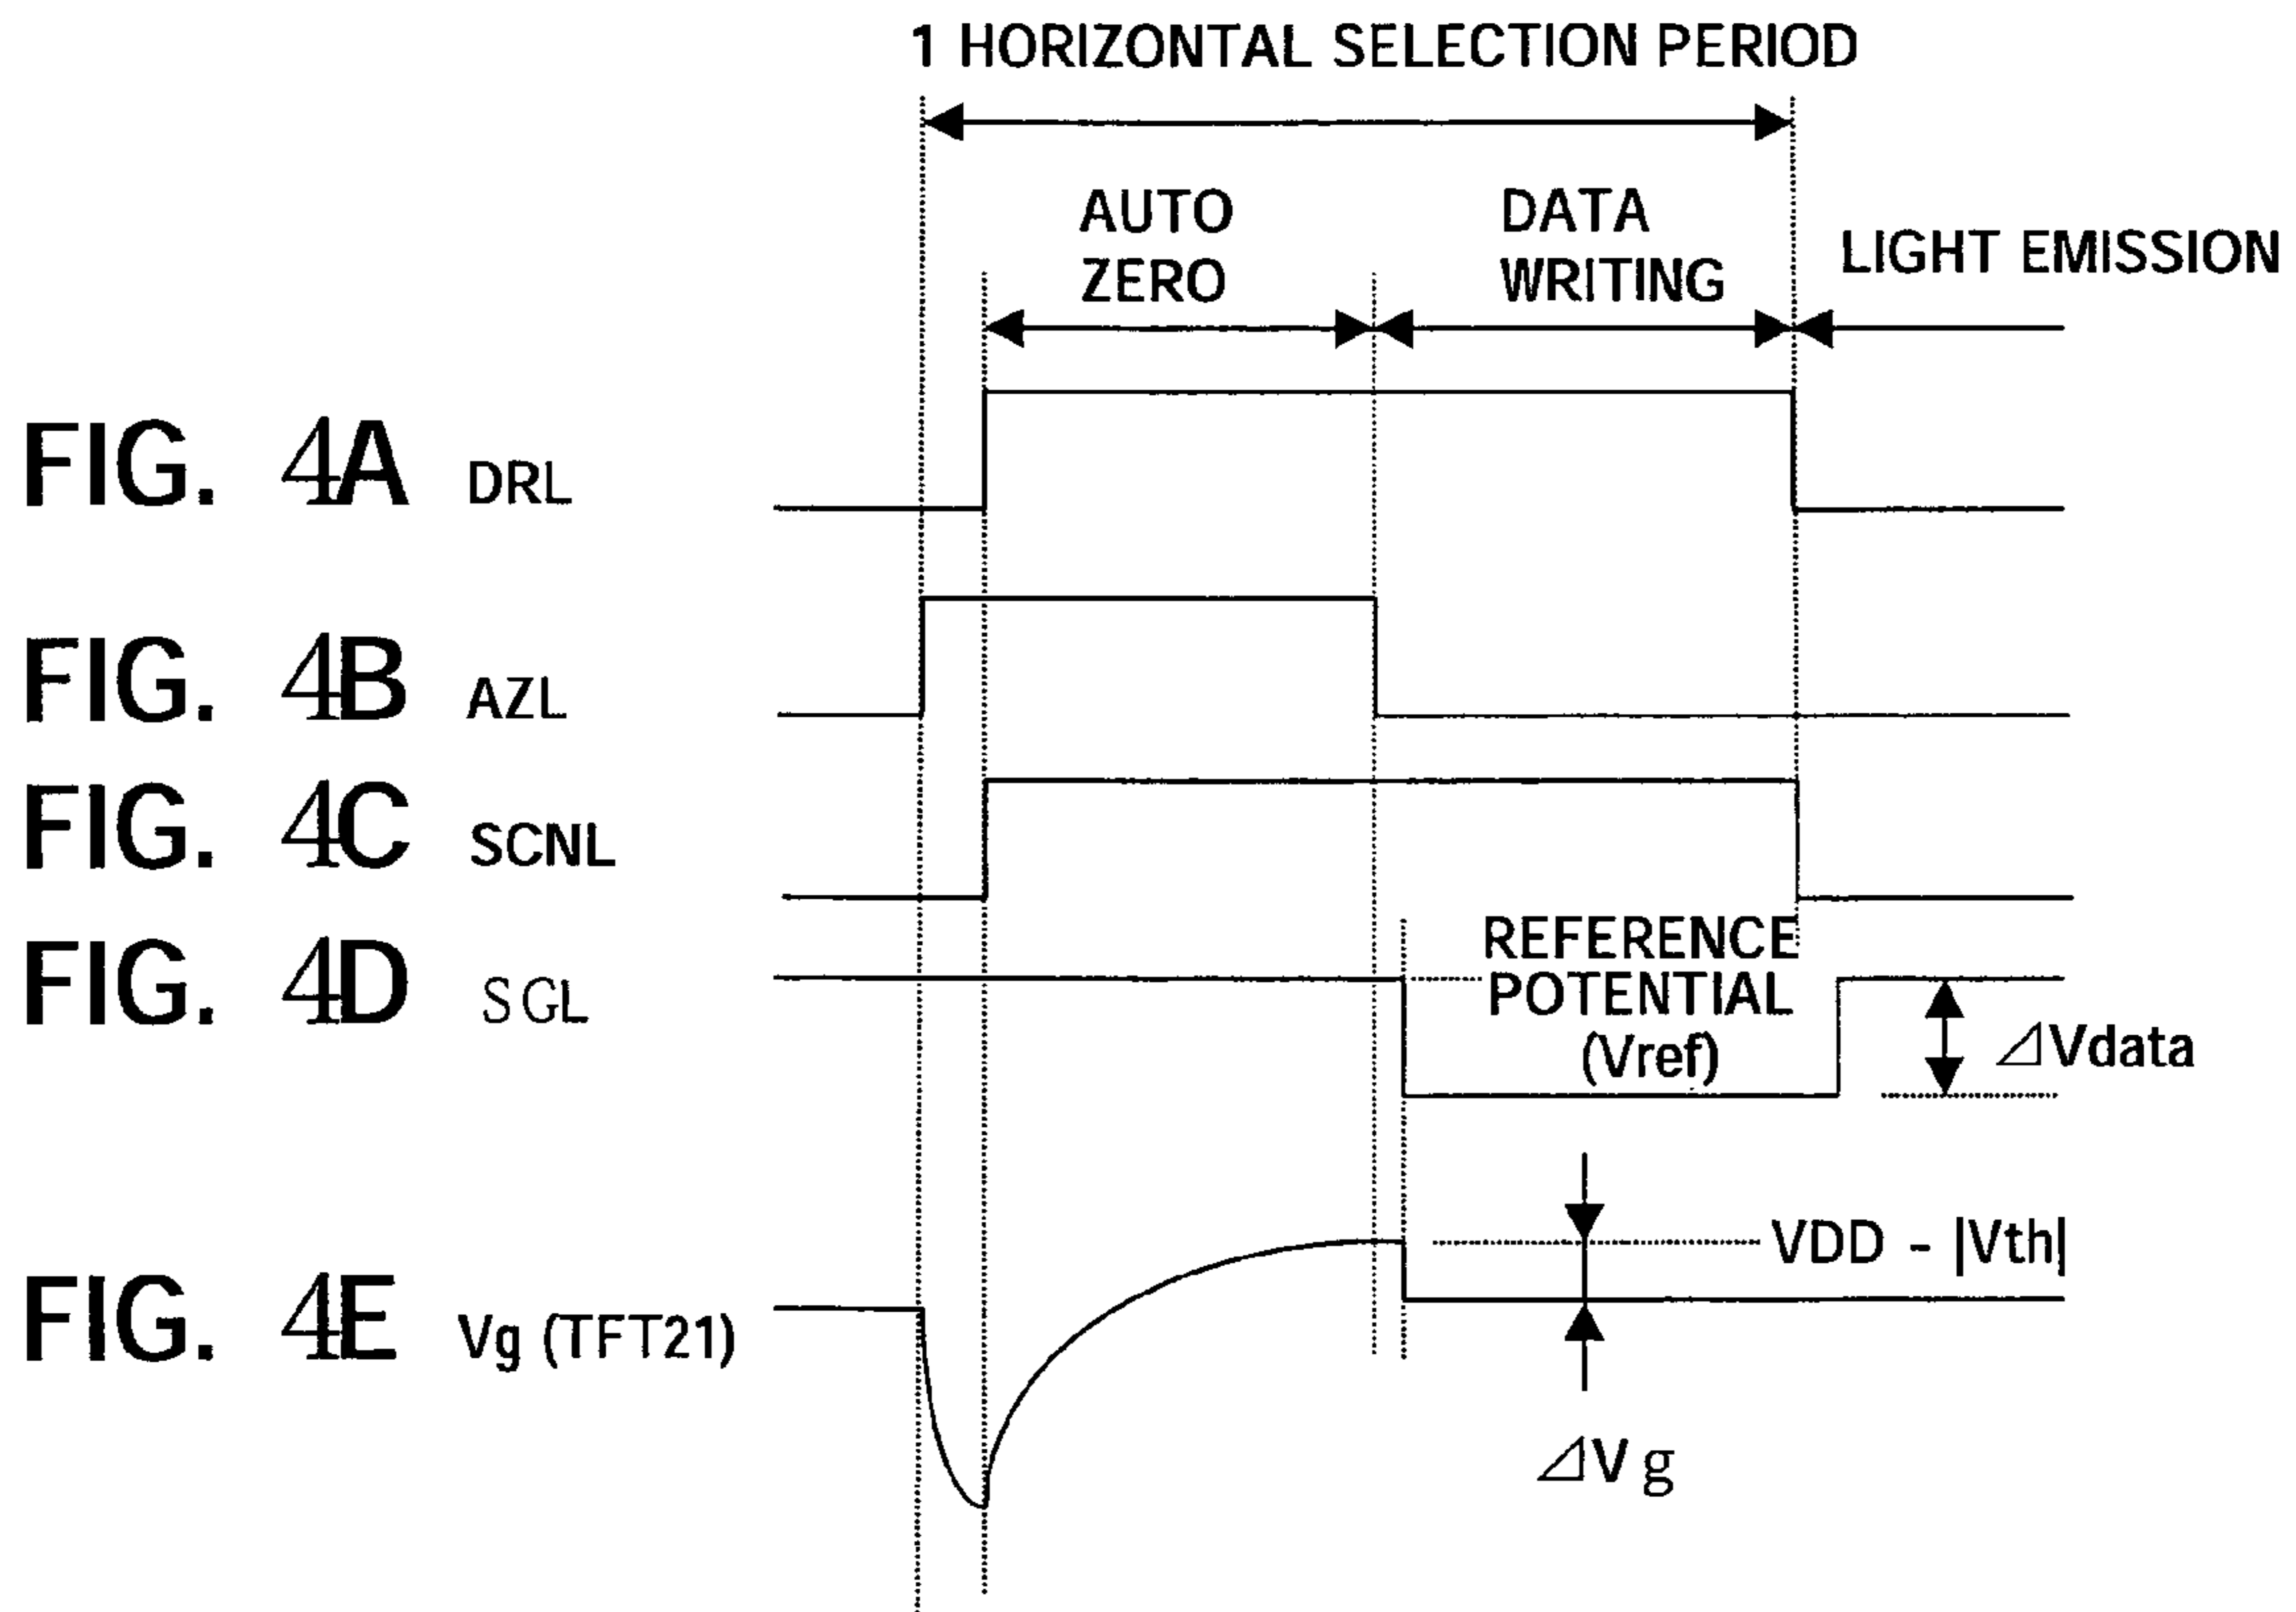 1 HORIZONTAL SELECTION PERIOD
AUTO
ZERO
DATA
WRITING
LIGHT EMISSION
FIG. 4A DRL
FIG. 4B AZL
FIG. 4C SCNL
FIG. 4D SGL
REFERENCE
POTENTIAL
(Vref)
⊿Vdata
FIG. 4E Vg (TFT21)
VDD - |Vth|
⊿Vg